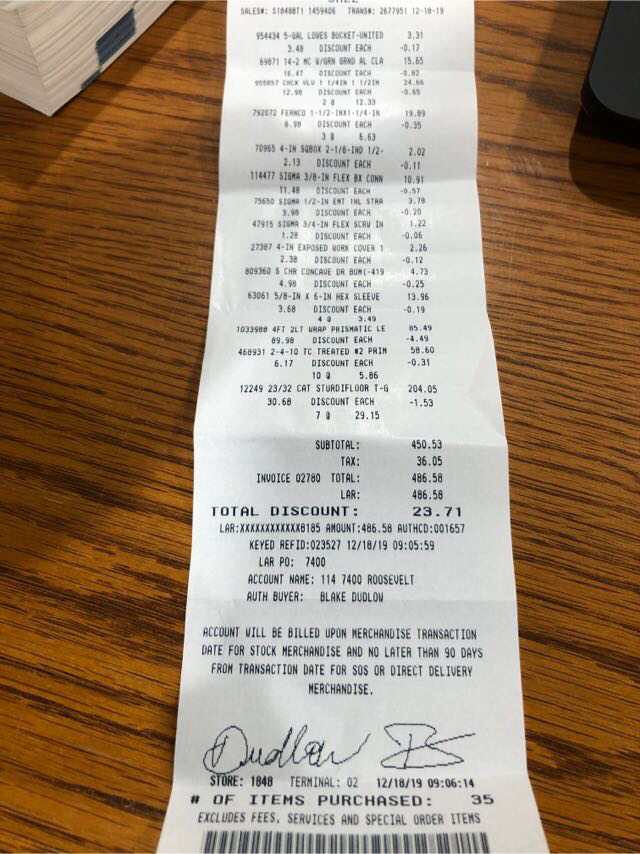 SALES#: S1848BT1 1459406 TRANS#: 2677951 12-18-19
954434 5-GAL LOWES BUCKET-UNITED 3.31
3.48 DISCOUNT EACH -0.17
69871 14-2 MC W/GRN GRND AL CLA 15.65
16.47 DISCOUNT EACH -0.82
955857 CHCK VLV 1 1/4IN 1 1/2IN 24.66
12.98 DISCOUNT EACH -0.65
2 @ 12.33
792072 FERNCO 1-1/2-INX1-1/4-IN 19.89
6.98 DISCOUNT EACH -0.35
3 @ 6.63
70965 4-IN SQBOX 2-1/8-IND 1/2- 2.02
2.13 DISCOUNT EACH -0.11
114477 SIGMA 3/8-IN FLEX BX CONN 10.91
11.48 DISCOUNT EACH -0.57
75650 SIGMA 1/2-IN EMT 1HL STRA 3.78
3.98 DISCOUNT EACH -0.20
47915 SIGMA 3/4-IN FLEX SCRW IN 1.22
1.28 DISCOUNT EACH -0.06
27387 4-IN EXPOSED WORK COVER 1 2.26
2.38 DISCOUNT EACH -0.12
809360 S CHR CONCAVE DR BUM(-419 4.73
4.98 DISCOUNT EACH -0.25
63061 5/8-IN X 6-IN HEX SLEEVE 13.96
3.68 DISCOUNT EACH -0.19
4 @ 3.49
1033988 4FT 2LT WRAP PRISMATIC LE 85.49
89.98 DISCOUNT EACH -4.49
468931 2-4-10 TC TREATED #2 PRIM 58.60
6.17 DISCOUNT EACH -0.31
10 @ 5.86
12249 23/32 CAT STURDIFLOOR T-G 204.05
30.68 DISCOUNT EACH -1.53
7 @ 29.15
SUBTOTAL: 450.53
TAX: 36.05
INVOICE 02780 TOTAL: 486.58
LAR: 486.58
TOTAL DISCOUNT: 23.71
LAR:XXXXXXXXXXXX8185 AMOUNT:486.58 AUTHCD:001657
KEYED REFID:023527 12/18/19 09:05:59
LAR PO: 7400
ACCOUNT NAME: 114 7400 ROOSEVELT
AUTH BUYER: BLAKE DUDLOW
ACCOUNT WILL BE BILLED UPON MERCHANDISE TRANSACTION
DATE FOR STOCK MERCHANDISE AND NO LATER THAN 90 DAYS
FROM TRANSACTION DATE FOR SOS OR DIRECT DELIVERY
MERCHANDISE.
Dudlow
STORE: 1848 TERMINAL: 02 12/18/19 09:06:14
# OF ITEMS PURCHASED: 35
EXCLUDES FEES, SERVICES AND SPECIAL ORDER ITEMS